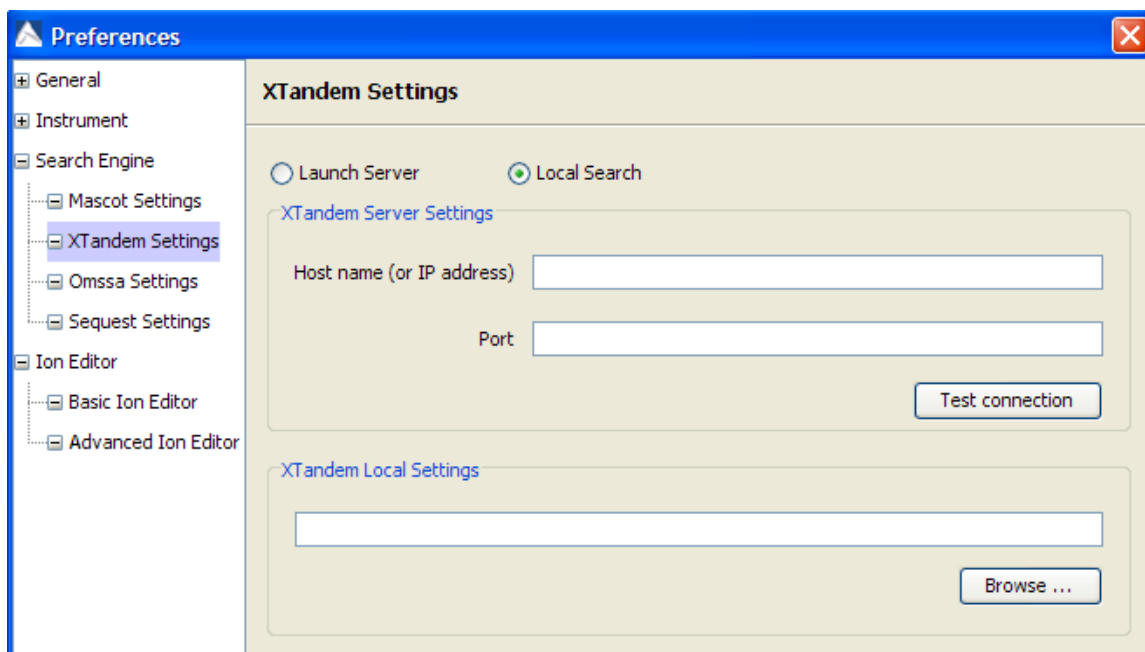 Preferences
General
Instrument
Search Engine
Mascot Settings
XTandem Settings
Omssa Settings
Sequest Settings
Ion Editor
Basic Ion Editor
Advanced Ion Editor
XTandem Settings
Launch Server Local Search
XTandem Server Settings
Host name (or IP address)
Port
Test connection
XTandem Local Settings
Browse ...